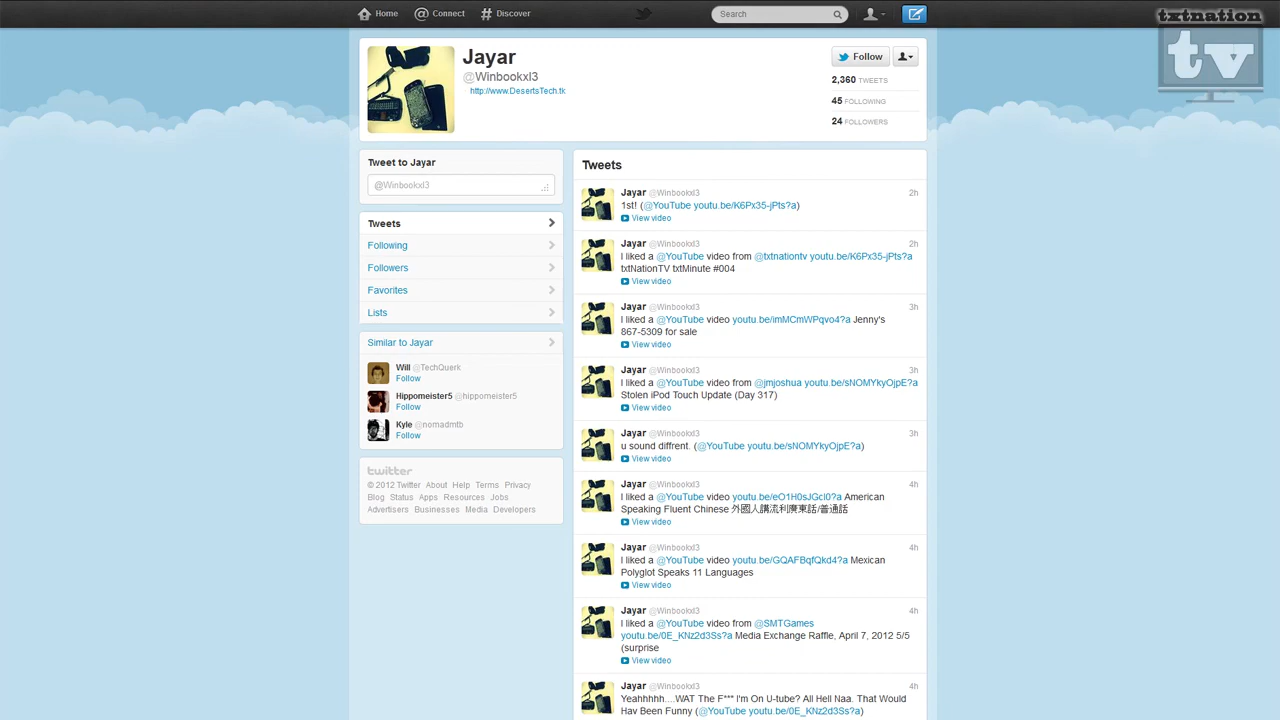 Home
Connect
Discover
Search
txtnation
tv
Jayar
@Winbookxl3
http://www.DesertsTech.tk
Follow
2,360 TWEETS
45 FOLLOWING
24 FOLLOWERS
Tweet to Jayar
@Winbookxl3
Tweets
Following
Followers
Favorites
Lists
Similar to Jayar
Will @TechQuerk
Follow
Hippomeister5 @hippomeister5
Follow
Kyle @nomadmtb
Follow
twitter
© 2012 Twitter About Help Terms Privacy
Blog Status Apps Resources Jobs
Advertisers Businesses Media Developers
Tweets
Jayar @Winbookxl3 2h
1st! (@YouTube youtu.be/K6Px35-jPts?a)
View video
Jayar @Winbookxl3 2h
I liked a @YouTube video from @txtnationtv youtu.be/K6Px35-jPts?a
txtNationTV txtMinute #004
View video
Jayar @Winbookxl3 3h
I liked a @YouTube video youtu.be/imMCmWPqvo4?a Jenny's
867-5309 for sale
View video
Jayar @Winbookxl3 3h
I liked a @YouTube video from @jmjoshua youtu.be/sNOMYkyOjpE?a
Stolen iPod Touch Update (Day 317)
View video
Jayar @Winbookxl3 3h
u sound diffrent. (@YouTube youtu.be/sNOMYkyOjpE?a)
View video
Jayar @Winbookxl3 4h
I liked a @YouTube video youtu.be/eO1H0sJGcl0?a American
Speaking Fluent Chinese 外國人講流利廣東話/普通話
View video
Jayar @Winbookxl3 4h
I liked a @YouTube video youtu.be/GQAFBqfQkd4?a Mexican
Polyglot Speaks 11 Languages
View video
Jayar @Winbookxl3 4h
I liked a @YouTube video from @SMTGames
youtu.be/0E_KNz2d3Ss?a Media Exchange Raffle, April 7, 2012 5/5
(surprise
View video
Jayar @Winbookxl3 4h
Yeahhhhh....WAT The F*** I'm On U-tube? All Hell Naa. That Would
Hav Been Funny (@YouTube youtu.be/0E_KNz2d3Ss?a)